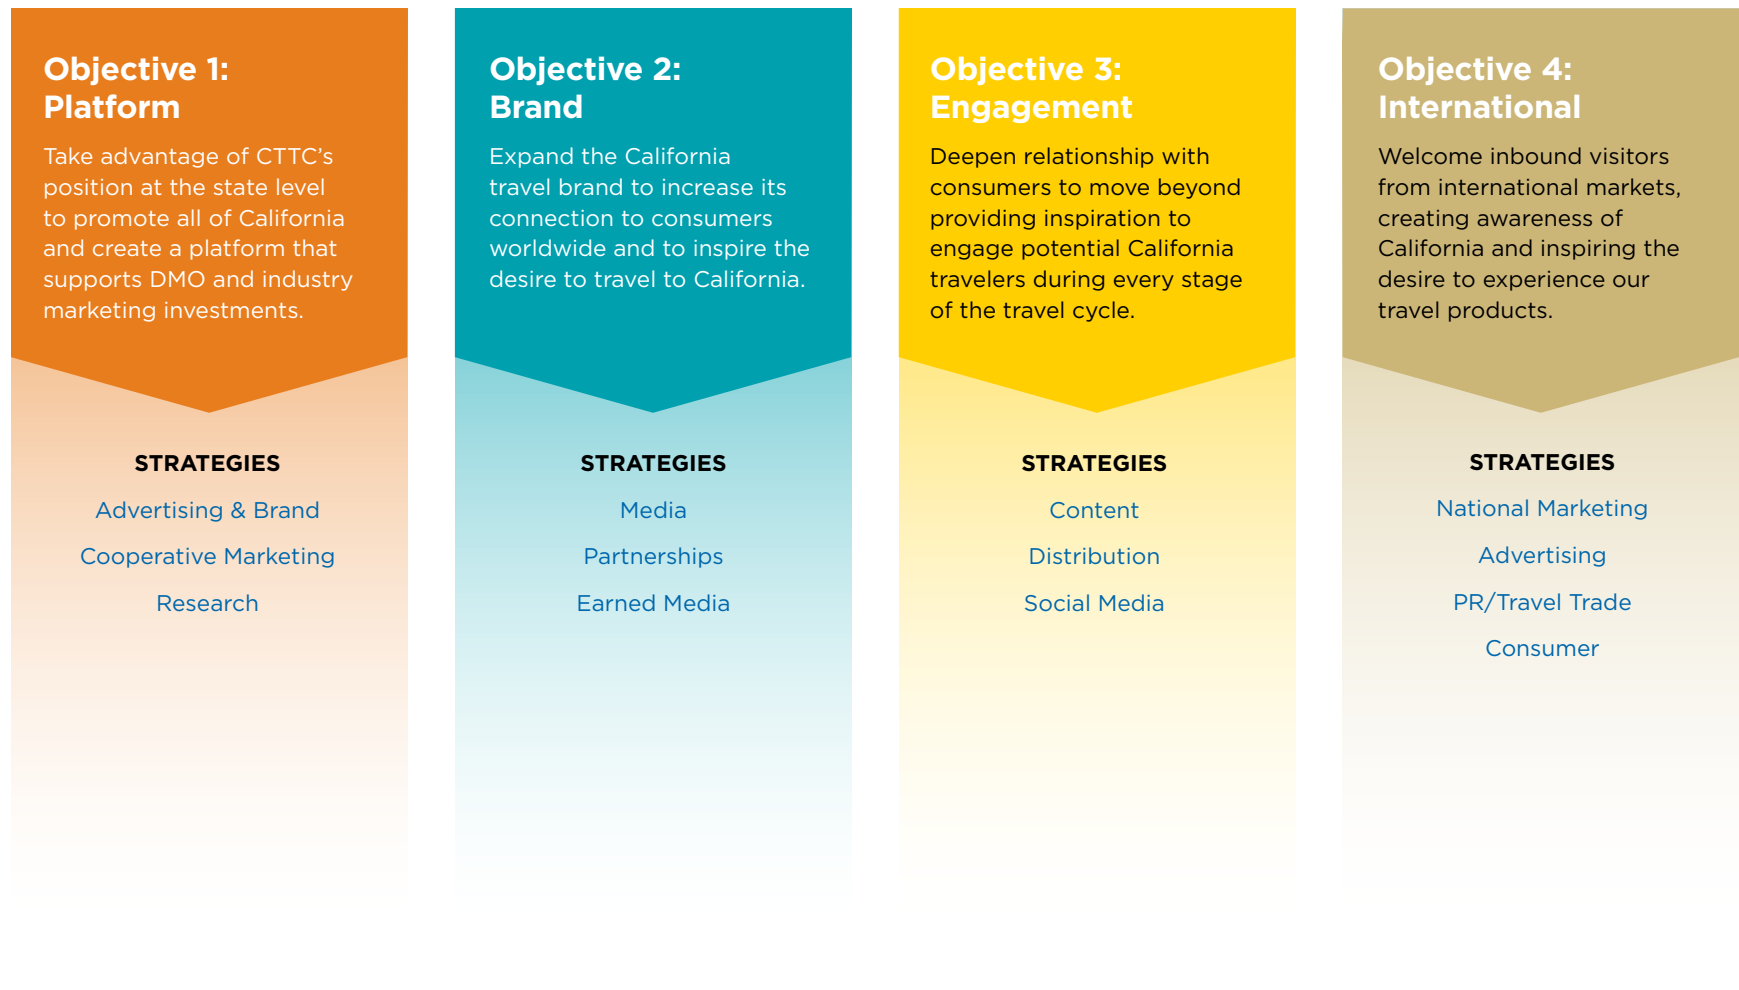 Objective 1:
Platform
Take advantage of CTTC’s
position at the state level
to promote all of California
and create a platform that
supports DMO and industry
marketing investments.
STRATEGIES
Advertising & Brand
Cooperative Marketing
Research
Objective 2:
Brand
Expand the California
travel brand to increase its
connection to consumers
worldwide and to inspire the
desire to travel to California.
STRATEGIES
Media
Partnerships
Earned Media
Objective 3:
Engagement
Deepen relationship with
consumers to move beyond
providing inspiration to
engage potential California
travelers during every stage
of the travel cycle.
STRATEGIES
Content
Distribution
Social Media
Objective 4:
International
Welcome inbound visitors
from international markets,
creating awareness of
California and inspiring the
desire to experience our
travel products.
STRATEGIES
National Marketing
Advertising
PR/Travel Trade
Consumer